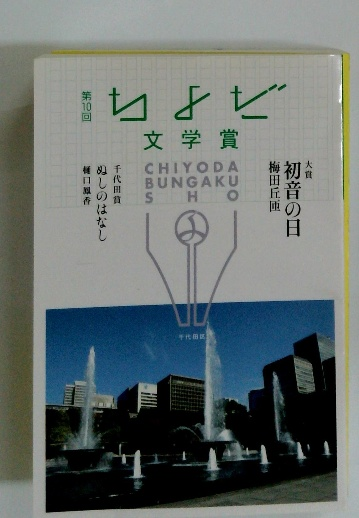 第10回
ちよだ
文学賞
CHIYODA
BUNGAKU
SHO
大賞
初音の日
梅田丘匝
千代田賞
ぬしのはなし
樋口鳳香